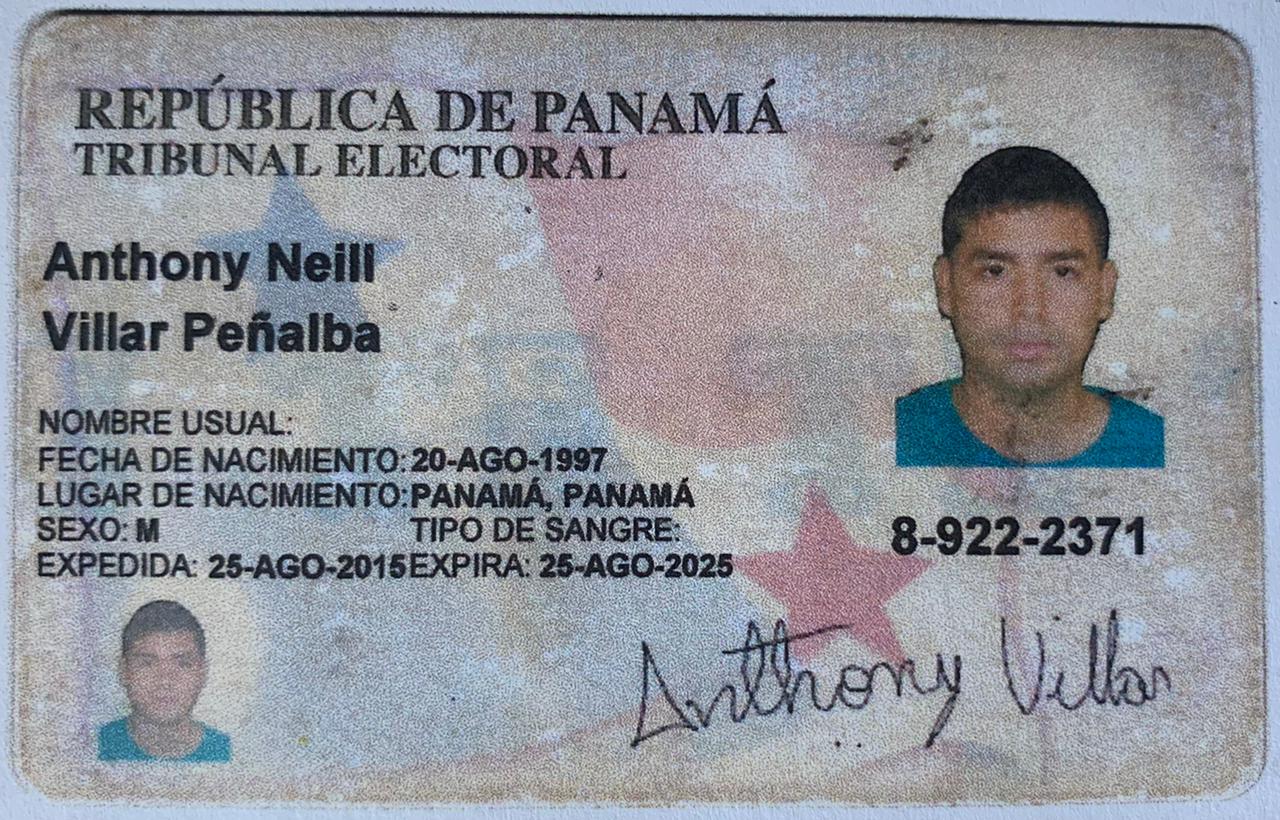 REPÚBLICA DE PANAMÁ
TRIBUNAL ELECTORAL
Anthony Neill
Villar Peñalba
NOMBRE USUAL:
FECHA DE NACIMIENTO: 20-AGO-1997
LUGAR DE NACIMIENTO: PANAMÁ, PANAMÁ
SEXO: M TIPO DE SANGRE:
EXPEDIDA: 25-AGO-2015 EXPIRA: 25-AGO-2025
8-922-2371
Anthony Villar